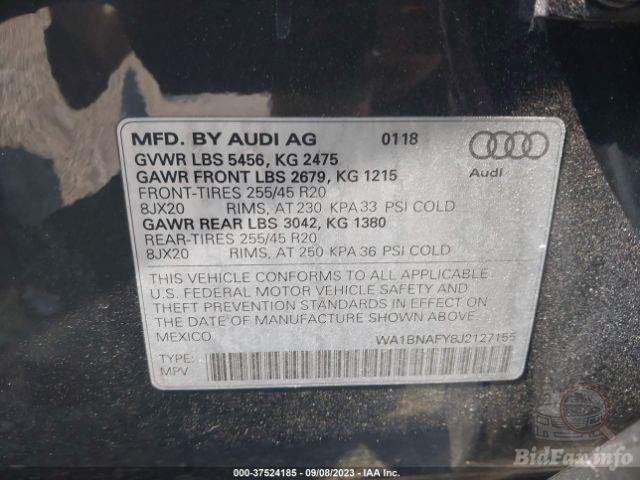 MFD. BY AUDI AG 0118
GVWR LBS 5456, KG 2475
GAWR FRONT LBS 2679, KG 1215
Audi
FRONT-TIRES 255/45 R20
8JX20 RIMS, AT 230 KPA33 PSI COLD
GAWR REAR LBS 3042, KG 1380
REAR-TIRES 255/45 R20
8JX20 RIMS, AT 250 KPA 36 PSI COLD
THIS VEHICLE CONFORMS TO ALL APPLICABLE
U.S. FEDERAL MOTOR VEHICLE SAFETY AND
THEFT PREVENTION STANDARDS IN EFFECT ON
THE DATE OF MANUFACTURE SHOWN ABOVE.
MEXICO
WA1BNAFY8J2127155
TYPE:
MPV
BidFax.info
000-37524185 - 09/08/2023 - IAA Inc.